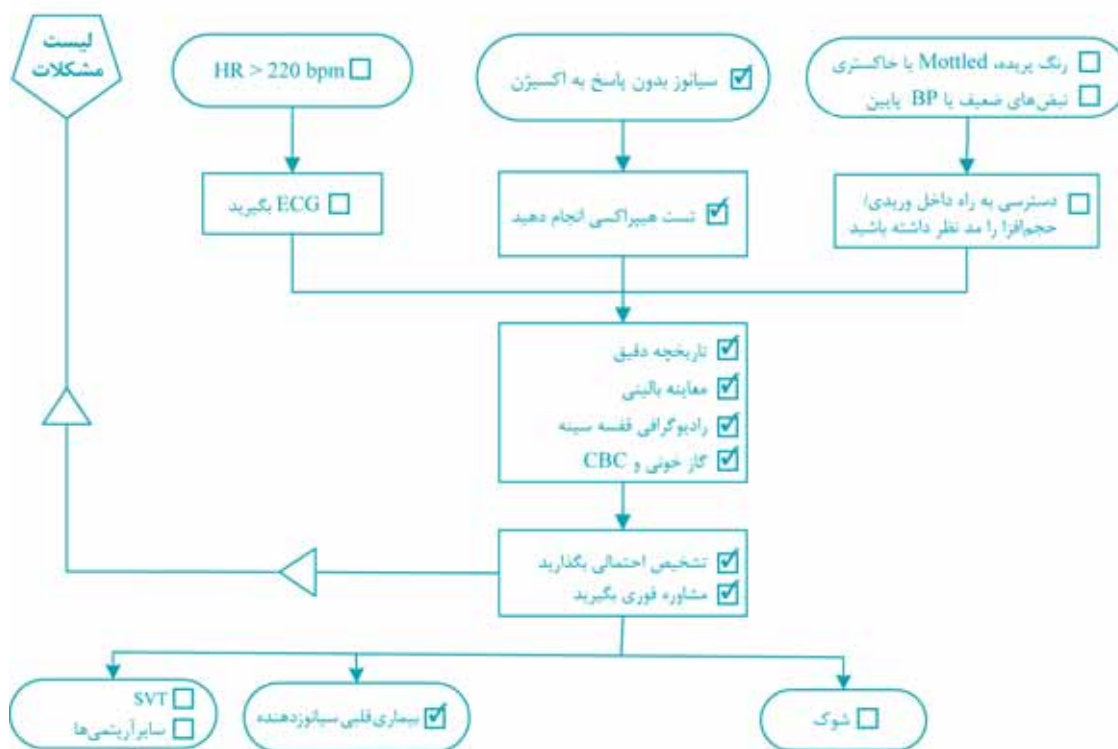 لیست
مشکلات
HR > 220 bpm
سیانوز بدون پاسخ به اکسیژن
رنگ پریده، Mottled یا خاکستری
نبض‌های ضعیف یا BP پایین
ECG بگیرید
تست هیپراکسی انجام دهید
دسترسی به راه داخل وریدی/
حجم‌افزا را مد نظر داشته باشید
تاریخچه دقیق
معاینه بالینی
رادیوگرافی قفسه سینه
گاز خونی و CBC
تشخیص احتمالی بگذارید
مشاوره فوری بگیرید
SVT
سایر آریتمی‌ها
بیماری قلبی سیانوزدهنده
شوک